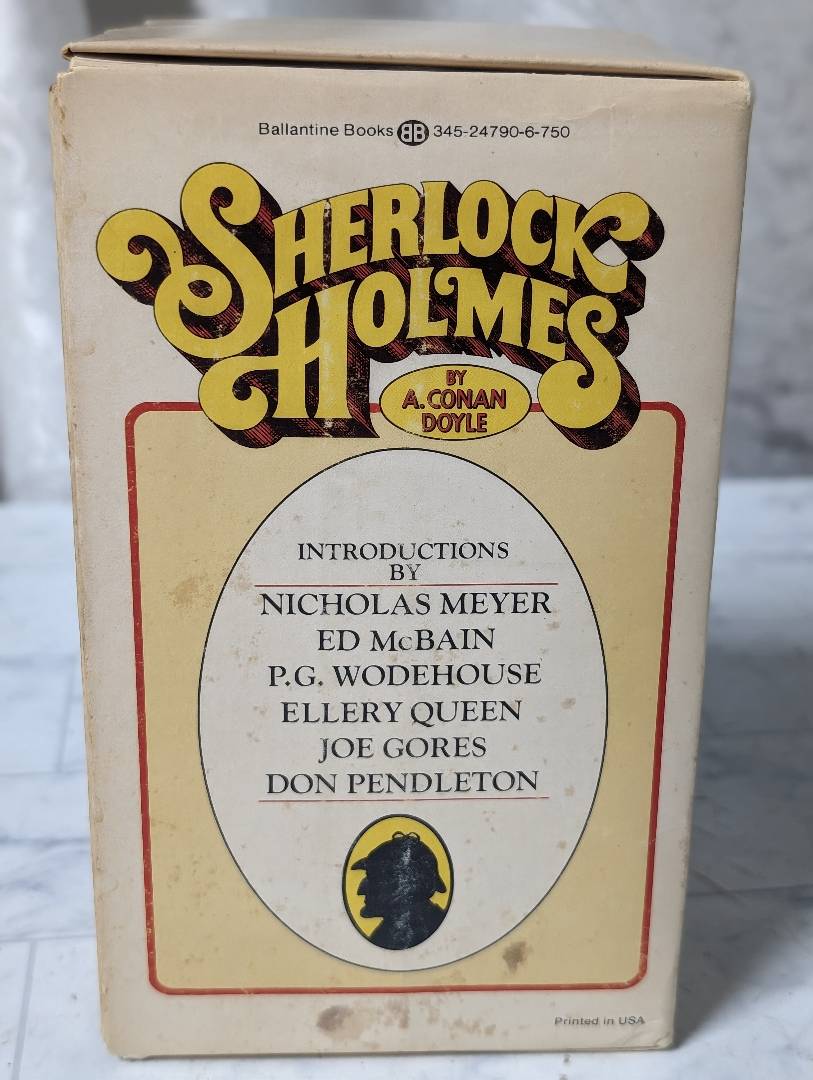 Ballantine Books BB 345-24790-6-750
SHERLOCK
HOLMES
BY
A. CONAN
DOYLE
INTRODUCTIONS
BY
NICHOLAS MEYER
ED McBAIN
P.G. WODEHOUSE
ELLERY QUEEN
JOE GORES
DON PENDLETON
Printed in USA